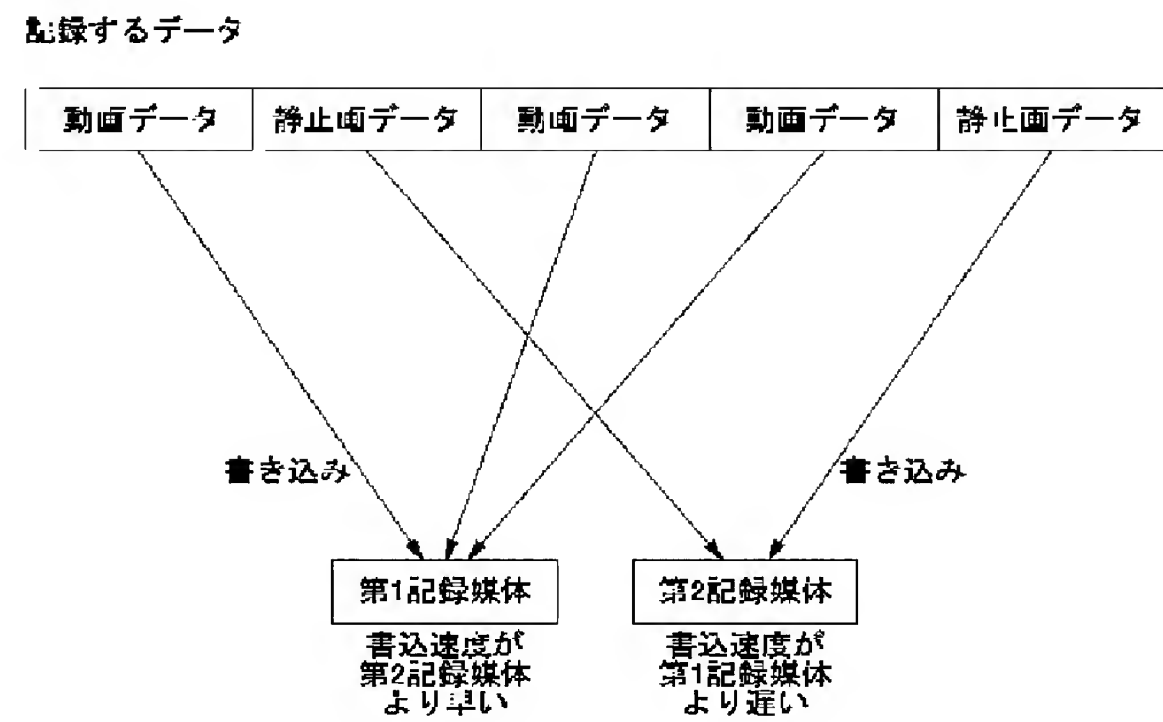 記録するデータ
動画データ 静止画データ 動画データ 動画データ 静止画データ
書き込み 書き込み
第1記録媒体 第2記録媒体
書込速度が 書込速度が
第2記録媒体 第1記録媒体
より早い より遅い